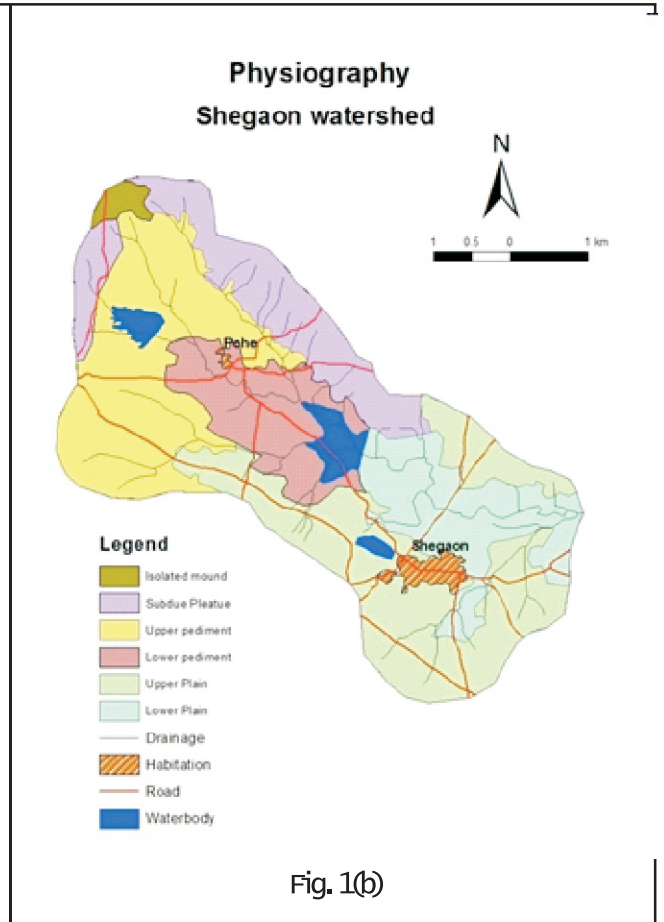 Physiography
Shegaon watershed
N
1 0.5 0 1 km
Pehe
Shegaon
Legend
Isolated mound
Subdue Pleatue
Upper pediment
Lower pediment
Upper Plain
Lower Plain
Drainage
Habitation
Road
Waterbody
Fig. 1(b)